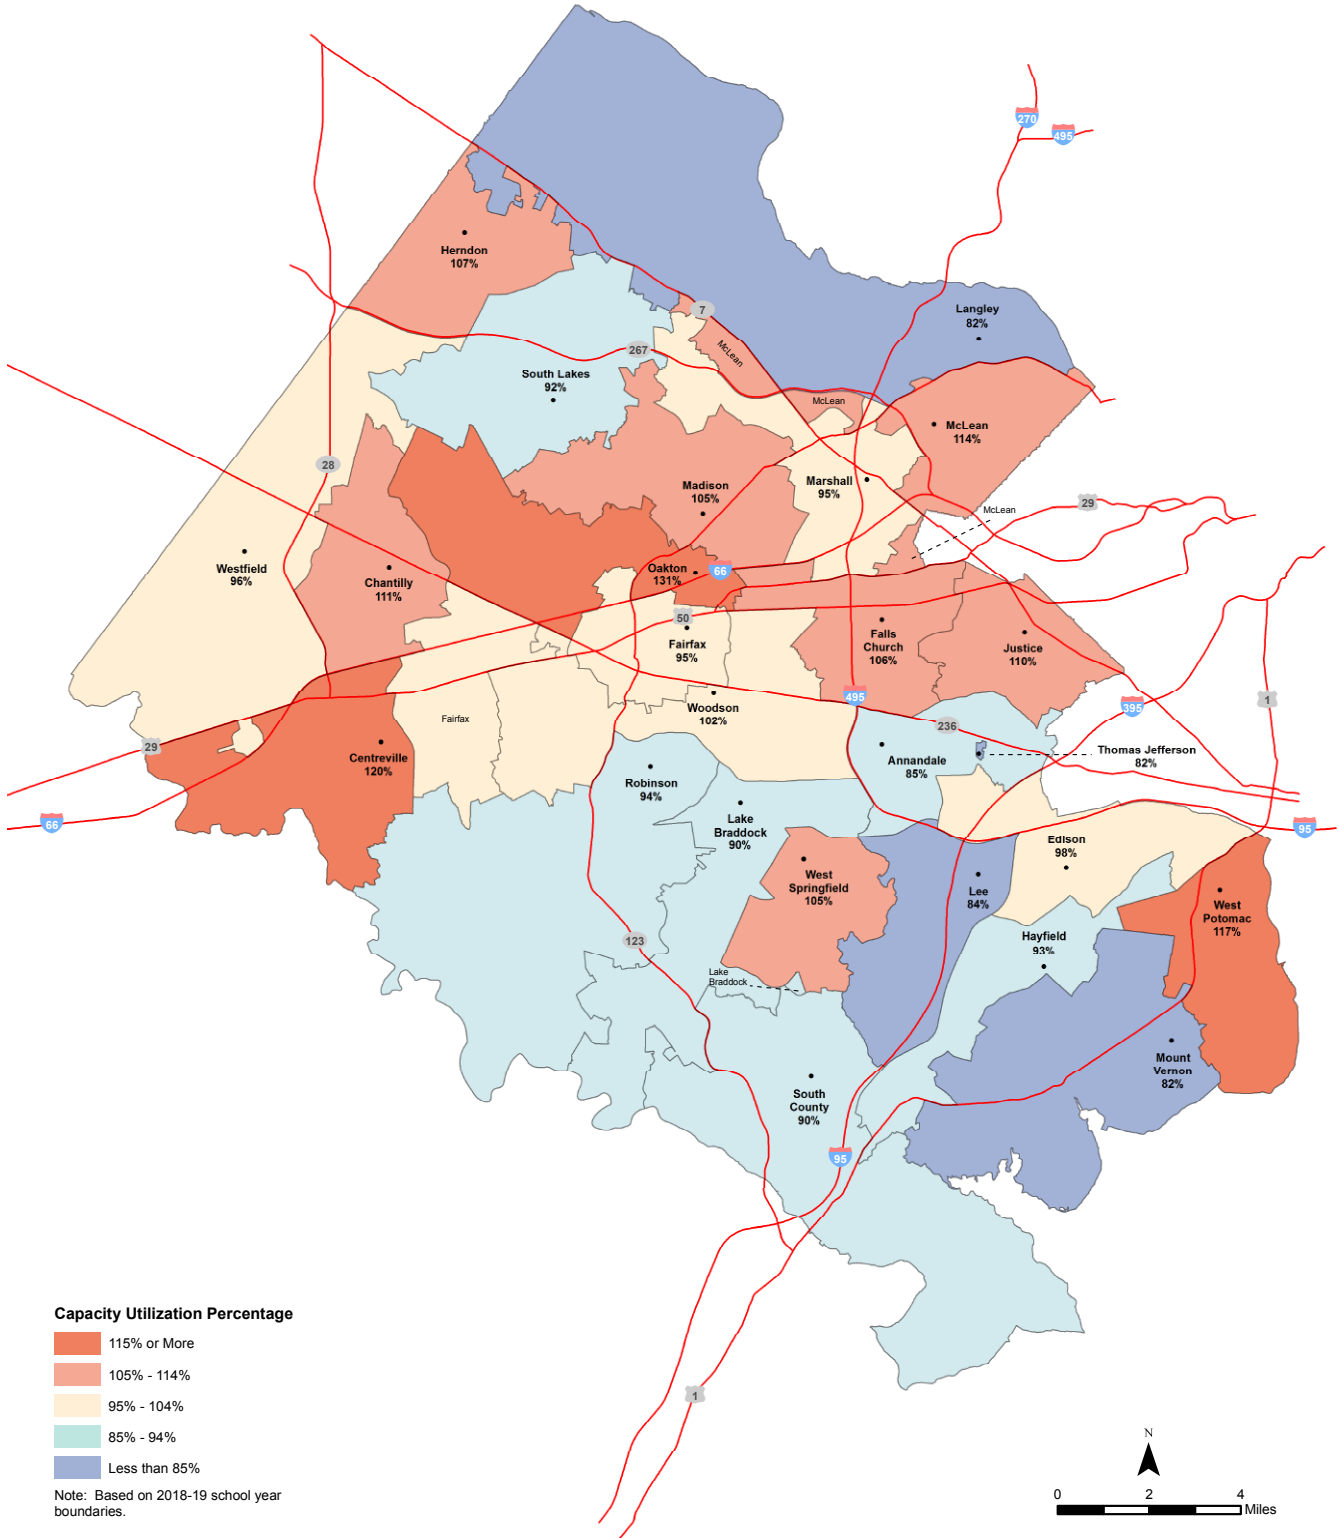 270
495
Herndon
107%
Langley
82%
7
McLean
267
South Lakes
92%
McLean
McLean
114%
28
Madison
105%
Marshall
95%
29
McLean
Westfield
96%
Chantilly
111%
Oakton
131%
66
50
Fairfax
95%
Falls
Church
106%
Justice
110%
495
395
1
Woodson
102%
Fairfax
236
29
Centreville
120%
Annandale
85%
Thomas Jefferson
82%
Robinson
94%
66
Lake
Braddock
90%
95
Edison
98%
West
Springfield
105%
Lee
84%
West
Potomac
117%
123
Hayfield
93%
Lake
Braddock
Mount
Vernon
82%
South
County
90%
95
1
Capacity Utilization Percentage
115% or More
105% - 114%
95% - 104%
85% - 94%
Less than 85%
Note: Based on 2018-19 school year
boundaries.
N
0 2 4
Miles